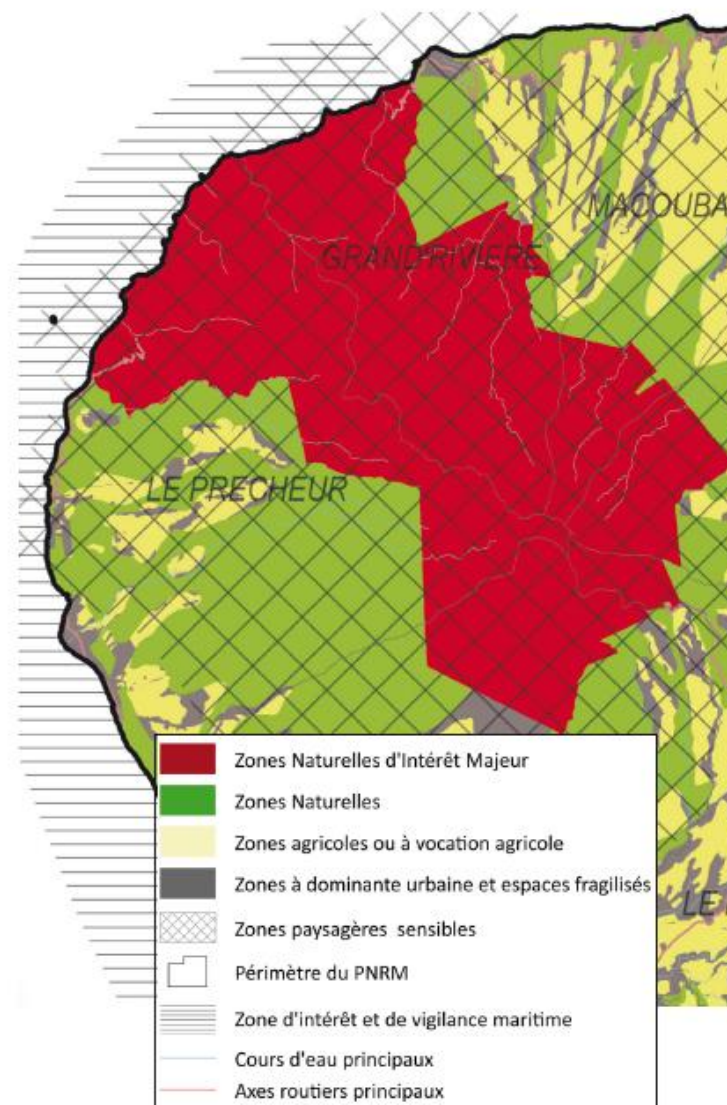 MACOUBA
GRAND'RIVIERE
LE PRECHEUR
Zones Naturelles d'Intérêt Majeur
Zones Naturelles
Zones agricoles ou à vocation agricole
Zones à dominante urbaine et espaces fragilisés
LE
Zones paysagères sensibles
Périmètre du PNRM
Zone d'intérêt et de vigilance maritime
Cours d'eau principaux
Axes routiers principaux